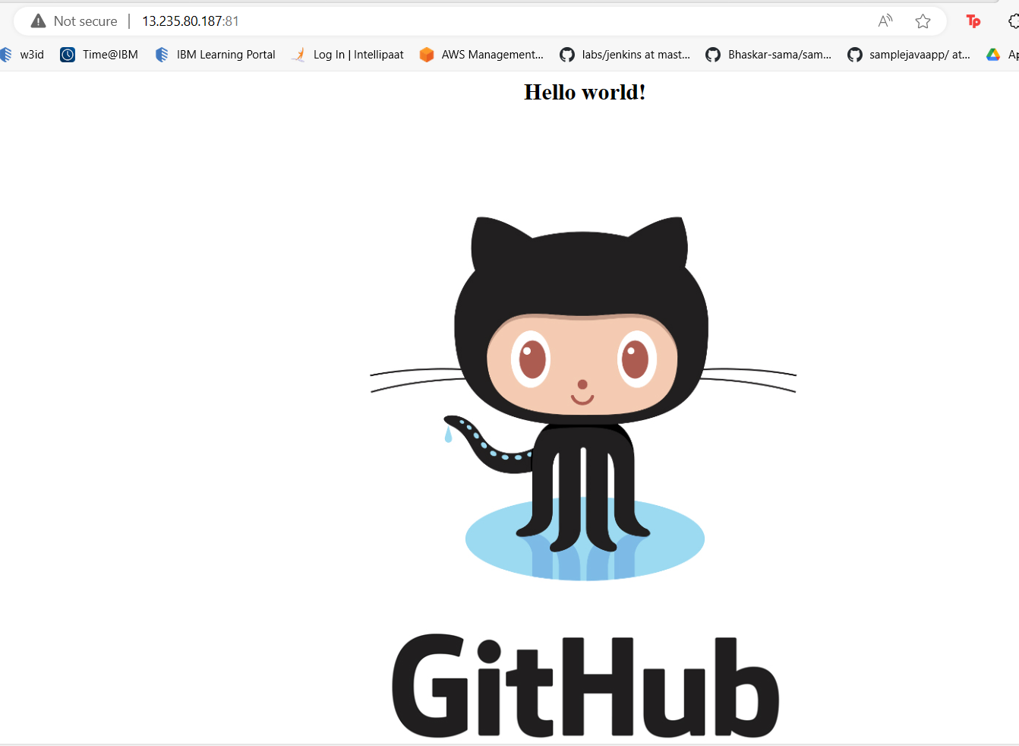 Not secure | 13.235.80.187:81
w3id Time@IBM IBM Learning Portal Log In | Intellipaat AWS Management... labs/jenkins at mast... Bhaskar-sama/sam... samplejavaapp/ at... Ap
Hello world!
GitHub